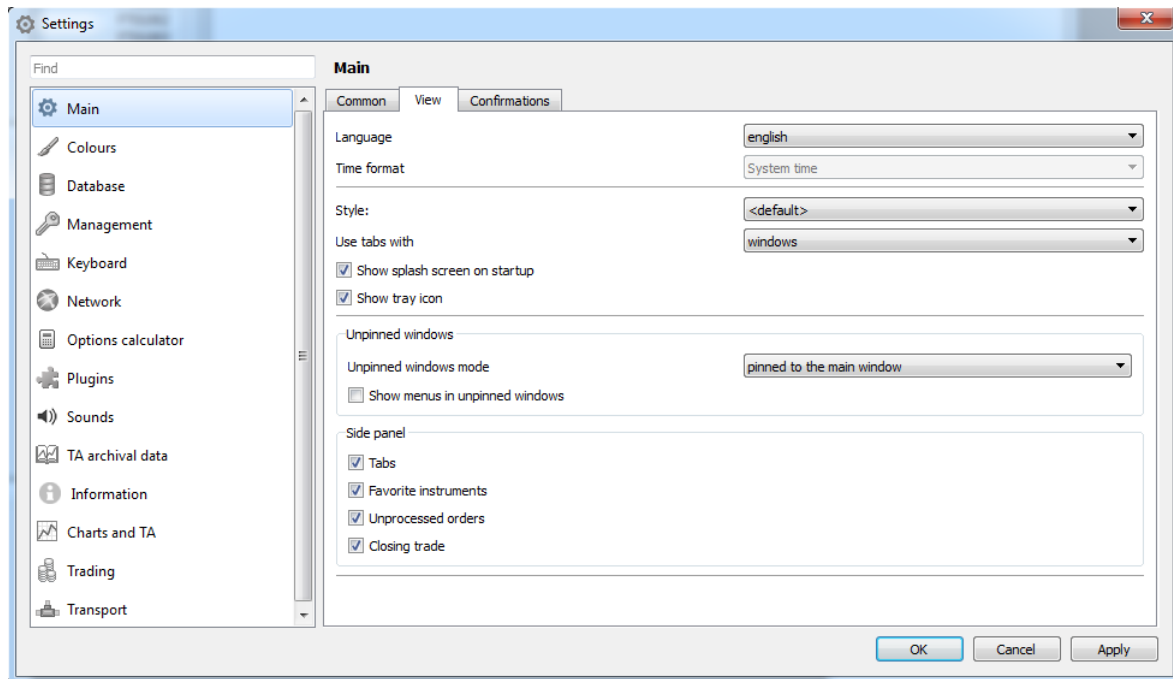 Settings
Find
Main
Colours
Database
Management
Keyboard
Network
Options calculator
Plugins
Sounds
TA archival data
Information
Charts and TA
Trading
Transport
Main
Common View Confirmations
Language english
Time format System time
Style: <default>
Use tabs with windows
Show splash screen on startup
Show tray icon
Unpinned windows
Unpinned windows mode pinned to the main window
Show menus in unpinned windows
Side panel
Tabs
Favorite instruments
Unprocessed orders
Closing trade
OK Cancel Apply